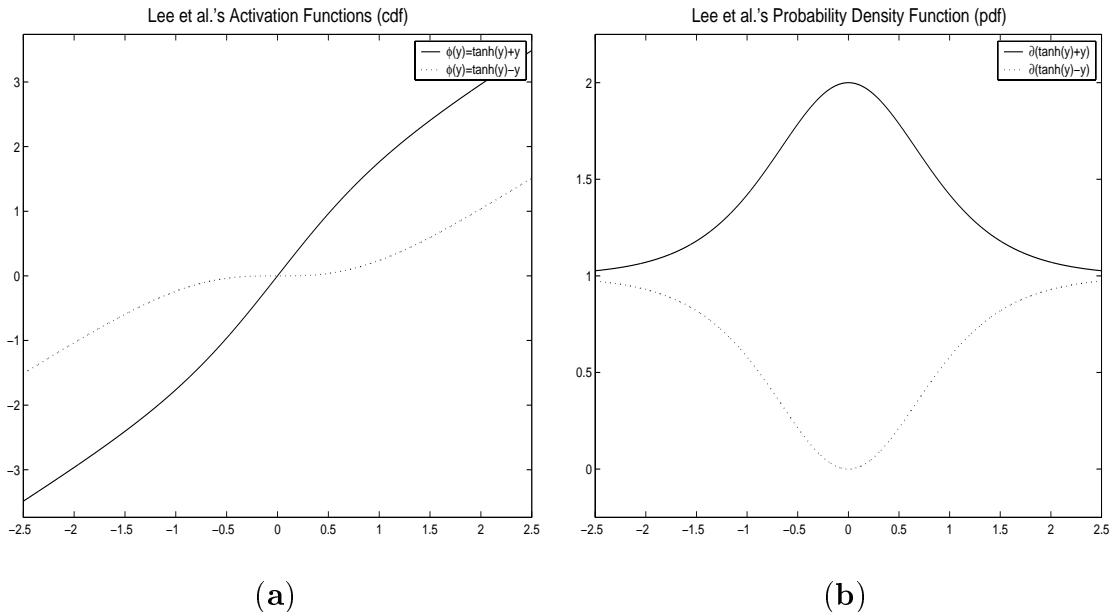 Lee et al.'s Activation Functions (cdf)
ϕ(y)=tanh(y)+y
ϕ(y)=tanh(y)−y
3
2
1
0
−1
−2
−3
−2.5 −2 −1.5 −1 −0.5 0 0.5 1 1.5 2 2.5
(a)
Lee et al.'s Probability Density Function (pdf)
∂(tanh(y)+y)
∂(tanh(y)−y)
2
1.5
1
0.5
0
−2.5 −2 −1.5 −1 −0.5 0 0.5 1 1.5 2 2.5
(b)